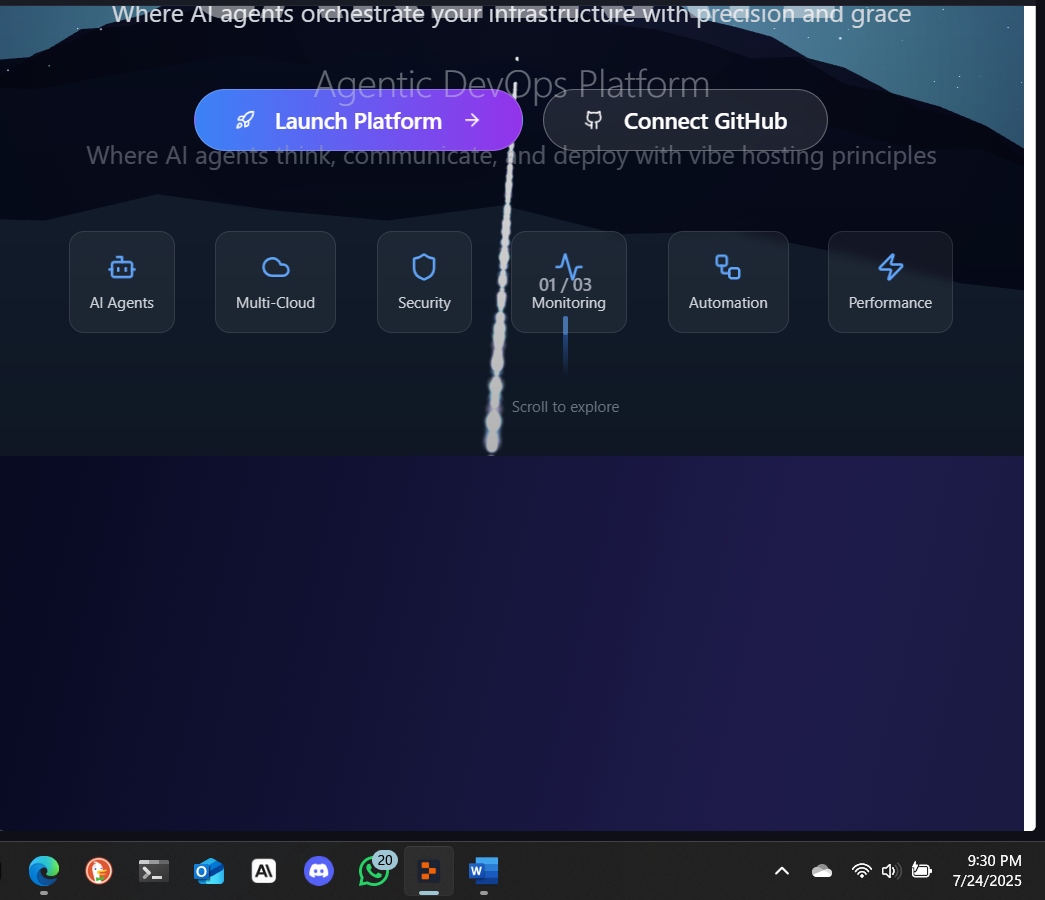 Where AI agents orchestrate your infrastructure with precision and grace
Agentic DevOps Platform
Launch Platform
Connect GitHub
Where AI agents think, communicate, and deploy with vibe hosting principles
AI Agents
Multi-Cloud
Security
01 / 03
Monitoring
Automation
Performance
Scroll to explore
20
9:30 PM
7/24/2025